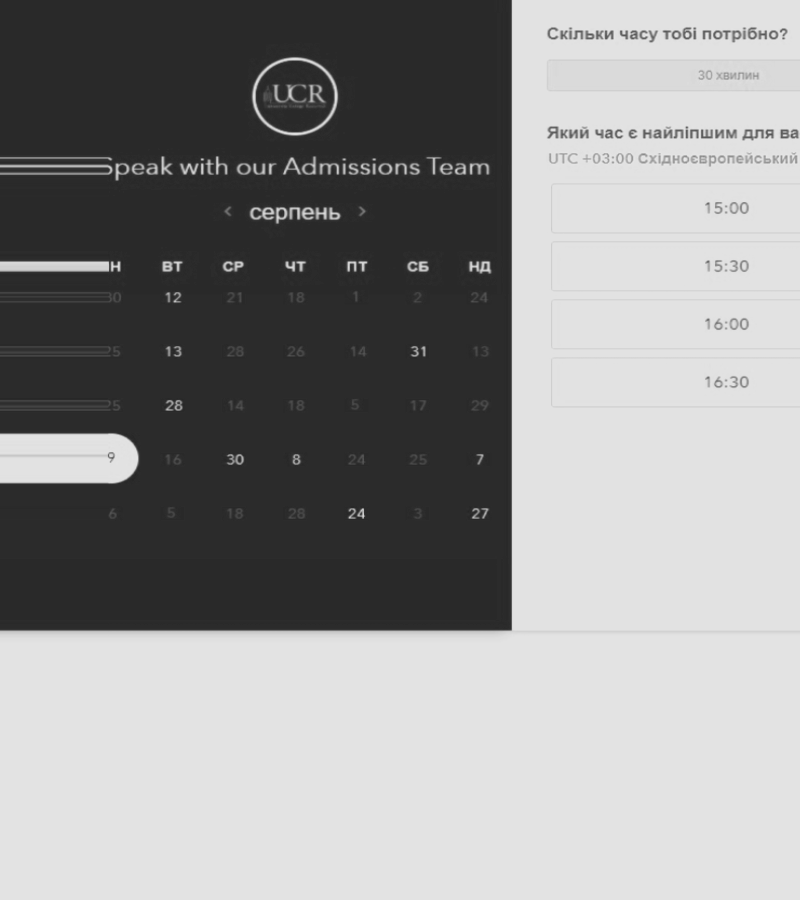 UCR
Speak with our Admissions Team
‹ серпень ›
Н ВТ СР ЧТ ПТ СБ НД
30 12 21 18 1 2 24
25 13 28 26 14 31 13
25 28 14 18 5 17 29
9 16 30 8 24 25 7
6 5 18 28 24 3 27
Скільки часу тобі потрібно?
30 хвилин
Який час є найліпшим для ва
UTC +03:00 Східноєвропейський
15:00
15:30
16:00
16:30